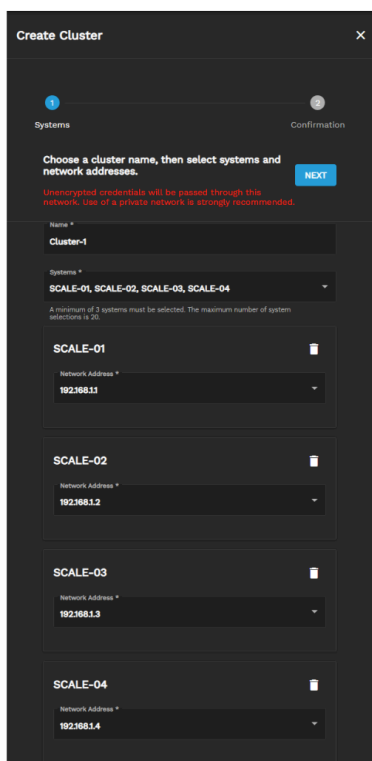 Create Cluster
×
1
2
Systems
Confirmation
Choose a cluster name, then select systems and
network addresses.
NEXT
Unencrypted credentials will be passed through this
network. Use of a private network is strongly recommended.
Name *
Cluster-1
Systems *
SCALE-01, SCALE-02, SCALE-03, SCALE-04
A minimum of 3 systems must be selected. The maximum number of system
selections is 20.
SCALE-01
Network Address *
192.168.1.1
SCALE-02
Network Address *
192.168.1.2
SCALE-03
Network Address *
192.168.1.3
SCALE-04
Network Address *
192.168.1.4